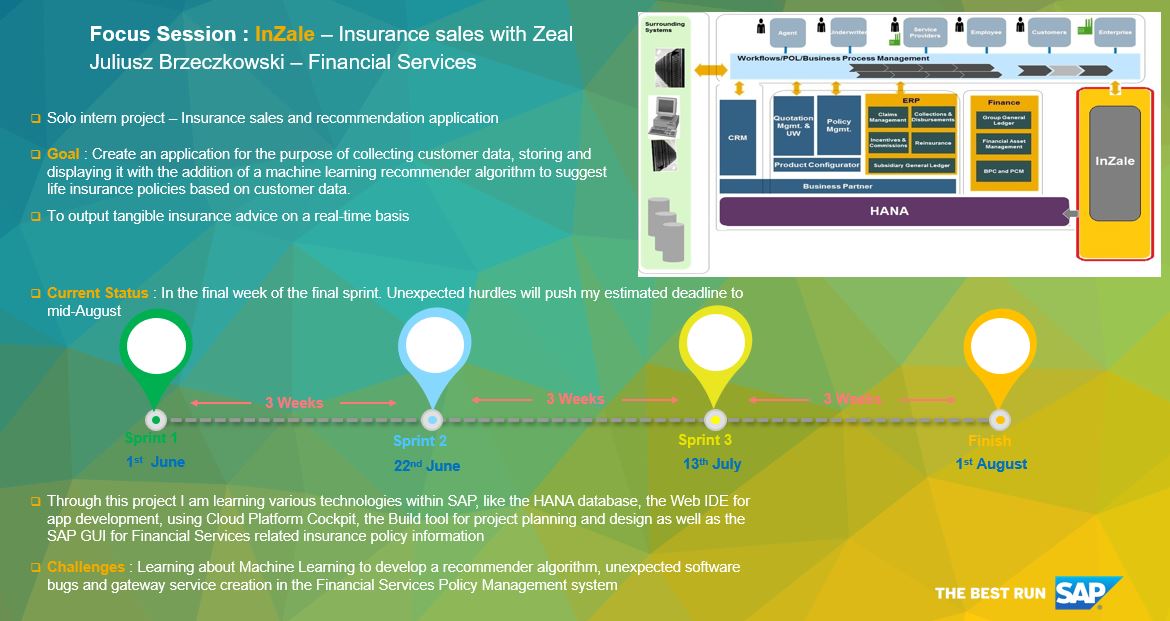 Focus Session : InZale – Insurance sales with Zeal
Juliusz Brzeczkowski – Financial Services
Solo intern project – Insurance sales and recommendation application
Goal : Create an application for the purpose of collecting customer data, storing and
displaying it with the addition of a machine learning recommender algorithm to suggest
life insurance policies based on customer data.
To output tangible insurance advice on a real-time basis
Surrounding
Systems
Agent
Underwriter
Service
Providers
Employee
Customers
Enterprise
Workflows/POL/Business Process Management
CRM
Quotation
Mgmt. &
UW
Policy
Mgmt.
Product Configurator
ERP
Claims
Management
Collections &
Disbursements
Incentives &
Commissions
Reinsurance
Subsidiary General Ledger
Finance
Group General
Ledger
Financial Asset
Management
BPC and PCM
Business Partner
HANA
InZale
Current Status : In the final week of the final sprint. Unexpected hurdles will push my estimated deadline to
mid-August
3 Weeks
3 Weeks
3 Weeks
Sprint 1
Sprint 2
Sprint 3
Finish
1st June
22nd June
13th July
1st August
Through this project I am learning various technologies within SAP, like the HANA database, the Web IDE for
app development, using Cloud Platform Cockpit, the Build tool for project planning and design as well as the
SAP GUI for Financial Services related insurance policy information
Challenges : Learning about Machine Learning to develop a recommender algorithm, unexpected software
bugs and gateway service creation in the Financial Services Policy Management system
THE BEST RUN SAP